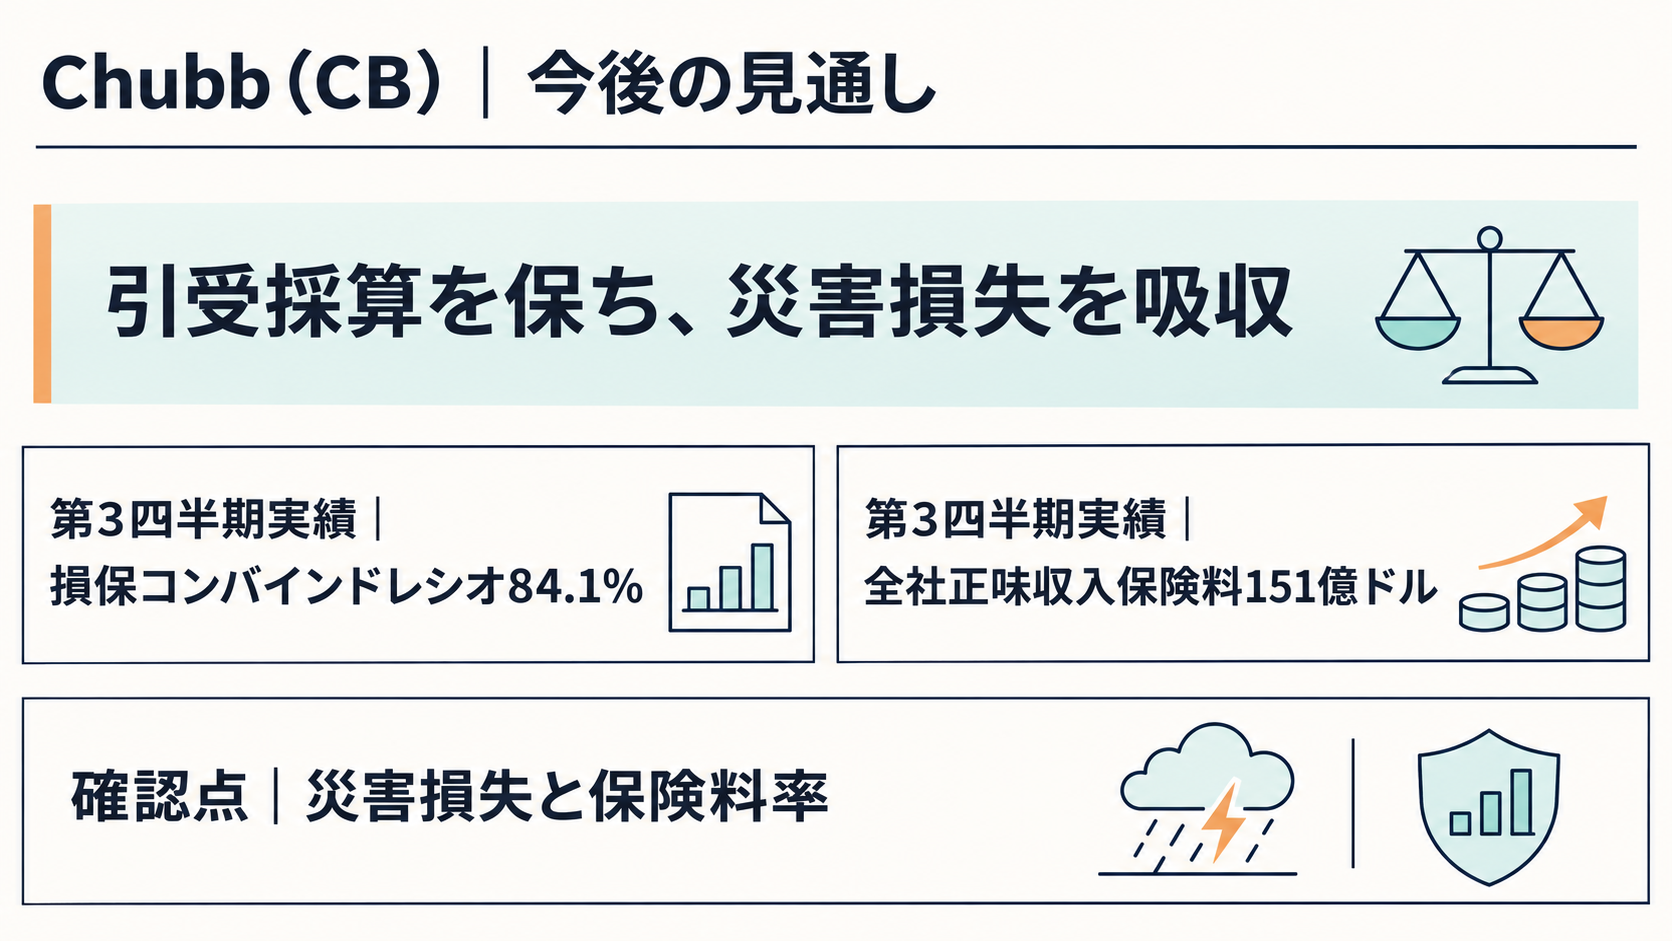 Chubb（CB）｜今後の見通し
引受採算を保ち、災害損失を吸収
第3四半期実績｜
損保コンバインドレシオ84.1%
第3四半期実績｜
全社正味収入保険料151億ドル
確認点｜災害損失と保険料率